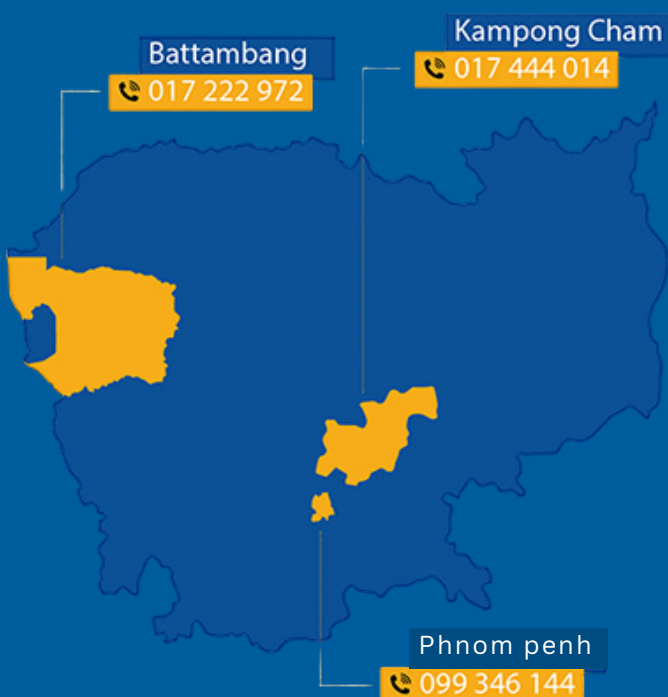 Kampong Cham
017 444 014
Battambang
017 222 972
Phnom penh
099 346 144